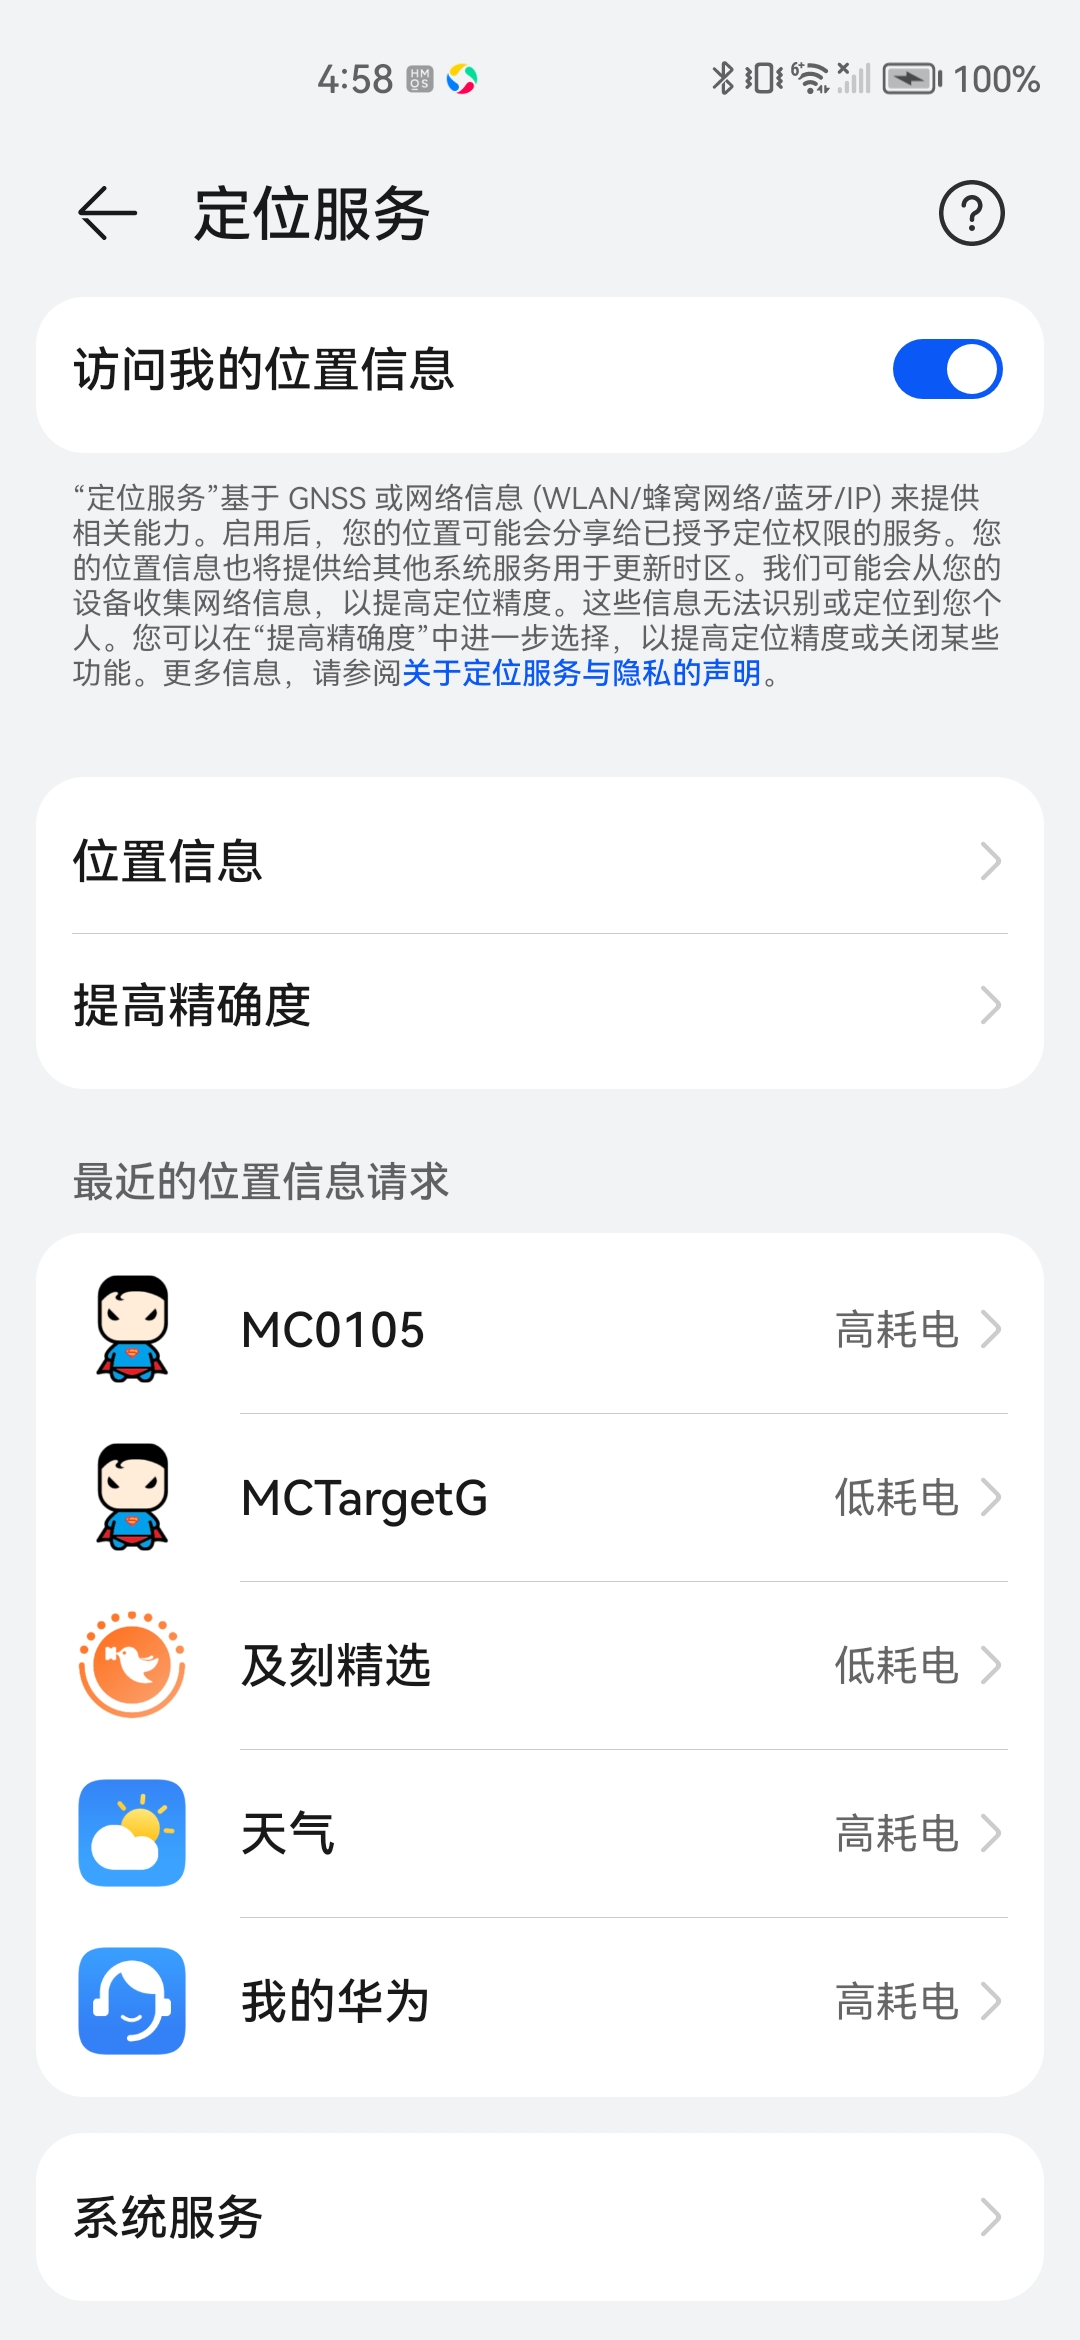 4:58 HM OS 6+ 100%
定位服务
访问我的位置信息
“定位服务”基于 GNSS 或网络信息 (WLAN/蜂窝网络/蓝牙/IP) 来提供
相关能力。启用后，您的位置可能会分享给已授予定位权限的服务。您
的位置信息也将提供给其他系统服务用于更新时区。我们可能会从您的
设备收集网络信息，以提高定位精度。这些信息无法识别或定位到您个
人。您可以在“提高精确度”中进一步选择，以提高定位精度或关闭某些
功能。更多信息，请参阅关于定位服务与隐私的声明。
位置信息
提高精确度
最近的位置信息请求
MC0105 高耗电
MCTargetG 低耗电
及刻精选 低耗电
天气 高耗电
我的华为 高耗电
系统服务